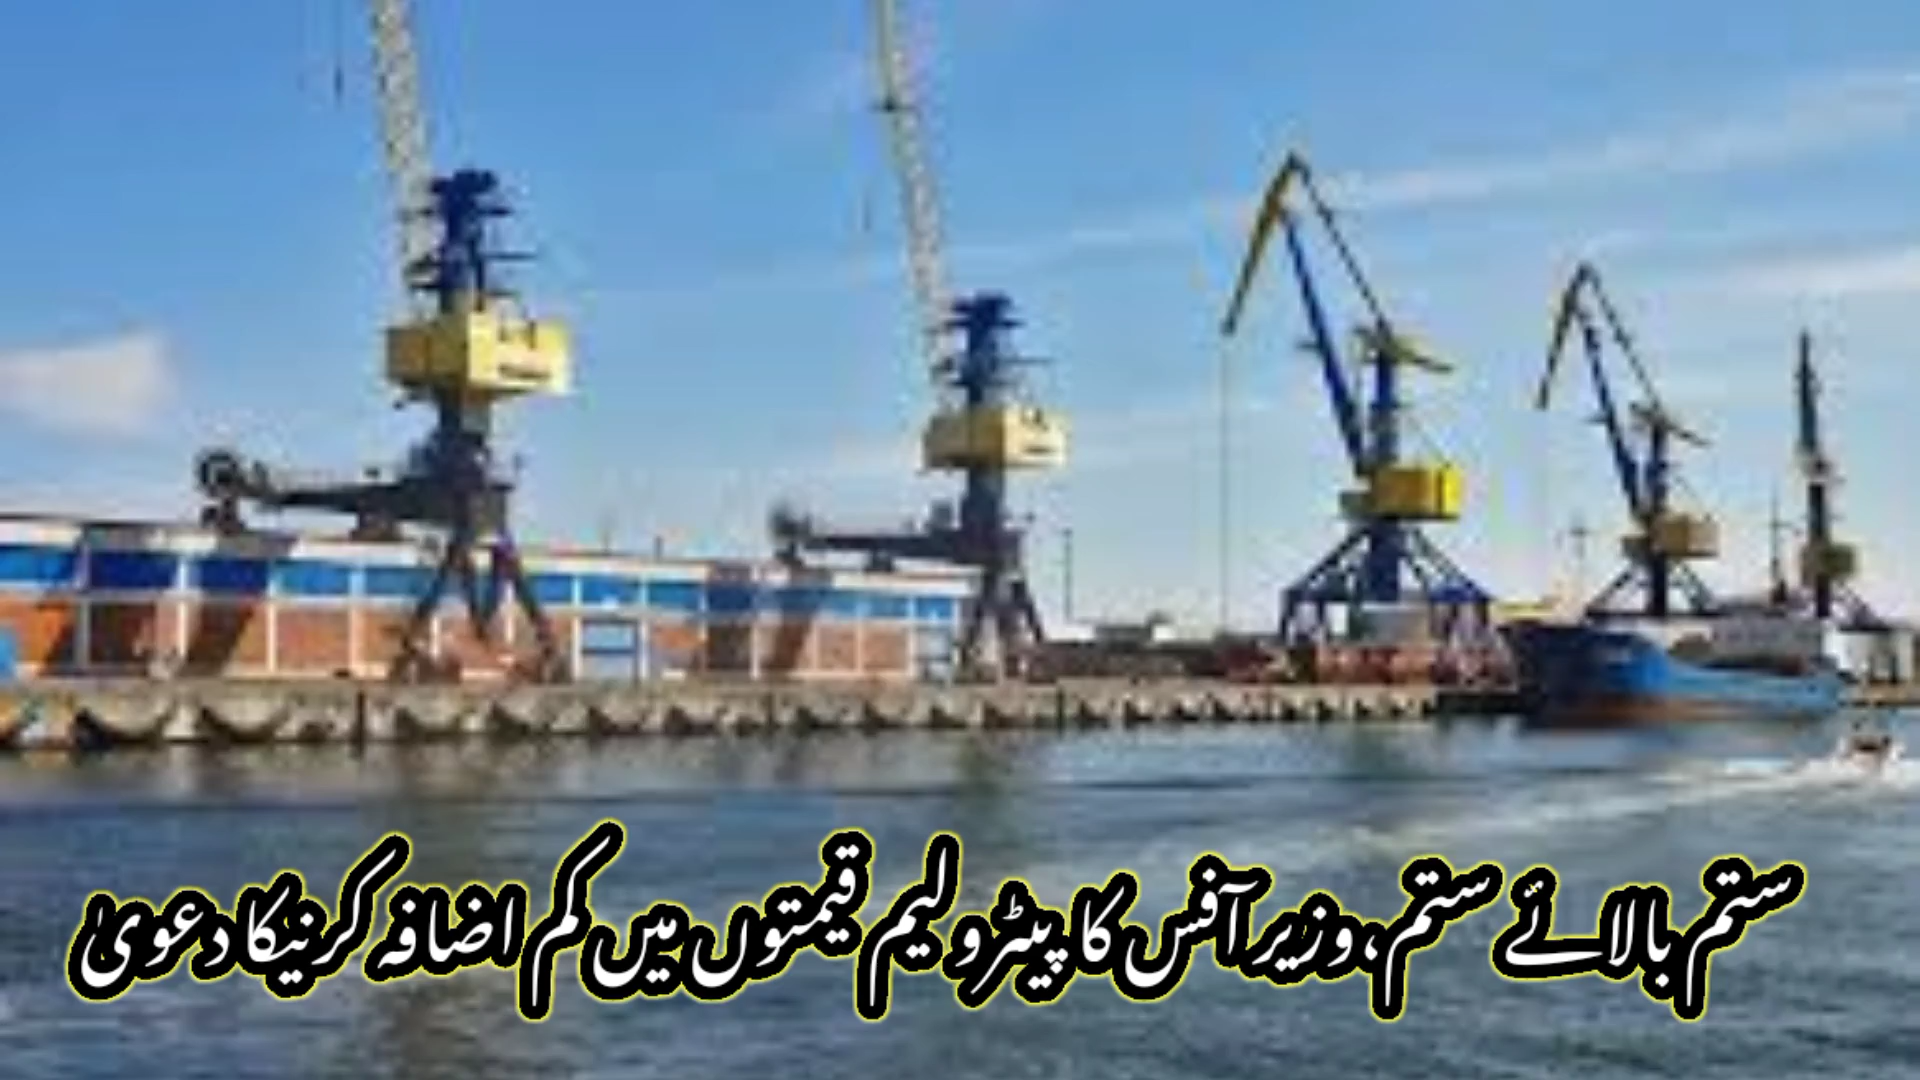 ستم بالائے ستم، وزیر آفس کا پیٹرولیم قیمتوں میں کم اضافہ کرنیکا دعویٰ